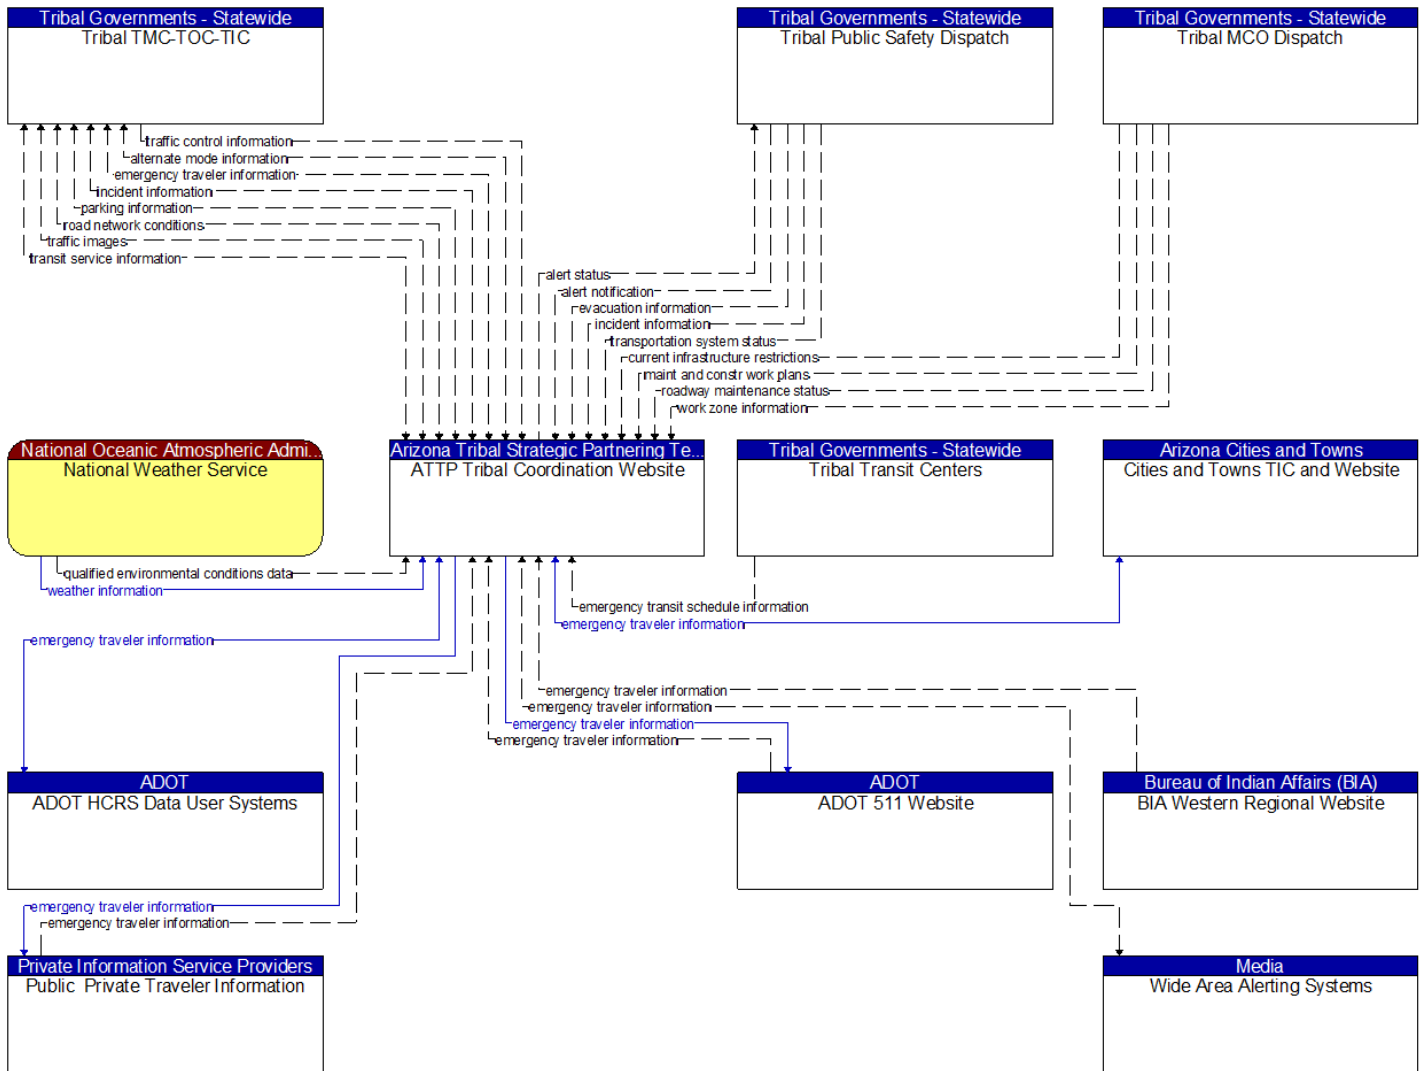 Tribal Governments - Statewide
Tribal TMC-TOC-TIC
Tribal Governments - Statewide
Tribal Public Safety Dispatch
Tribal Governments - Statewide
Tribal MCO Dispatch
traffic control information
alternate mode information
emergency traveler information
incident information
parking information
road network conditions
traffic images
transit service information
alert status
alert notification
evacuation information
incident information
transportation system status
current infrastructure restrictions
maint and constr work plans
roadway maintenance status
work zone information
National Oceanic Atmospheric Admi...
National Weather Service
Arizona Tribal Strategic Partnering Te...
ATTP Tribal Coordination Website
Tribal Governments - Statewide
Tribal Transit Centers
Arizona Cities and Towns
Cities and Towns TIC and Website
qualified environmental conditions data
weather information
emergency transit schedule information
emergency traveler information
emergency traveler information
emergency traveler information
emergency traveler information
emergency traveler information
emergency traveler information
ADOT
ADOT HCRS Data User Systems
ADOT
ADOT 511 Website
Bureau of Indian Affairs (BIA)
BIA Western Regional Website
emergency traveler information
emergency traveler information
Private Information Service Providers
Public  Private Traveler Information
Media
Wide Area Alerting Systems